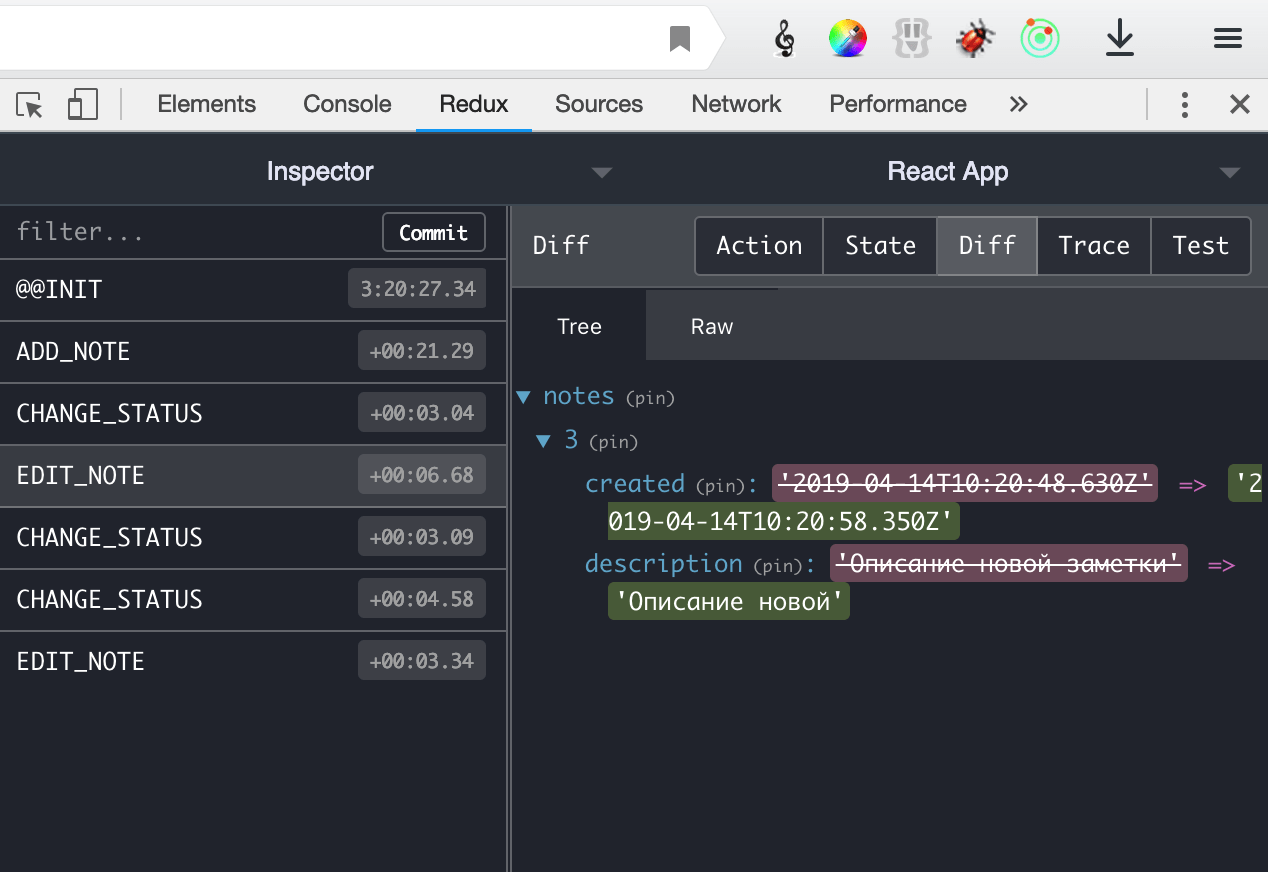 Elements Console Redux Sources Network Performance »
Inspector React App
filter... Commit
Diff Action State Diff Trace Test
@@INIT 3:20:27.34
ADD_NOTE +00:21.29
CHANGE_STATUS +00:03.04
EDIT_NOTE +00:06.68
CHANGE_STATUS +00:03.09
CHANGE_STATUS +00:04.58
EDIT_NOTE +00:03.34
Tree Raw
notes (pin)
3 (pin)
created (pin): '2019-04-14T10:20:48.630Z' => '2
019-04-14T10:20:58.350Z'
description (pin): 'Описание новой заметки' =>
'Описание новой'